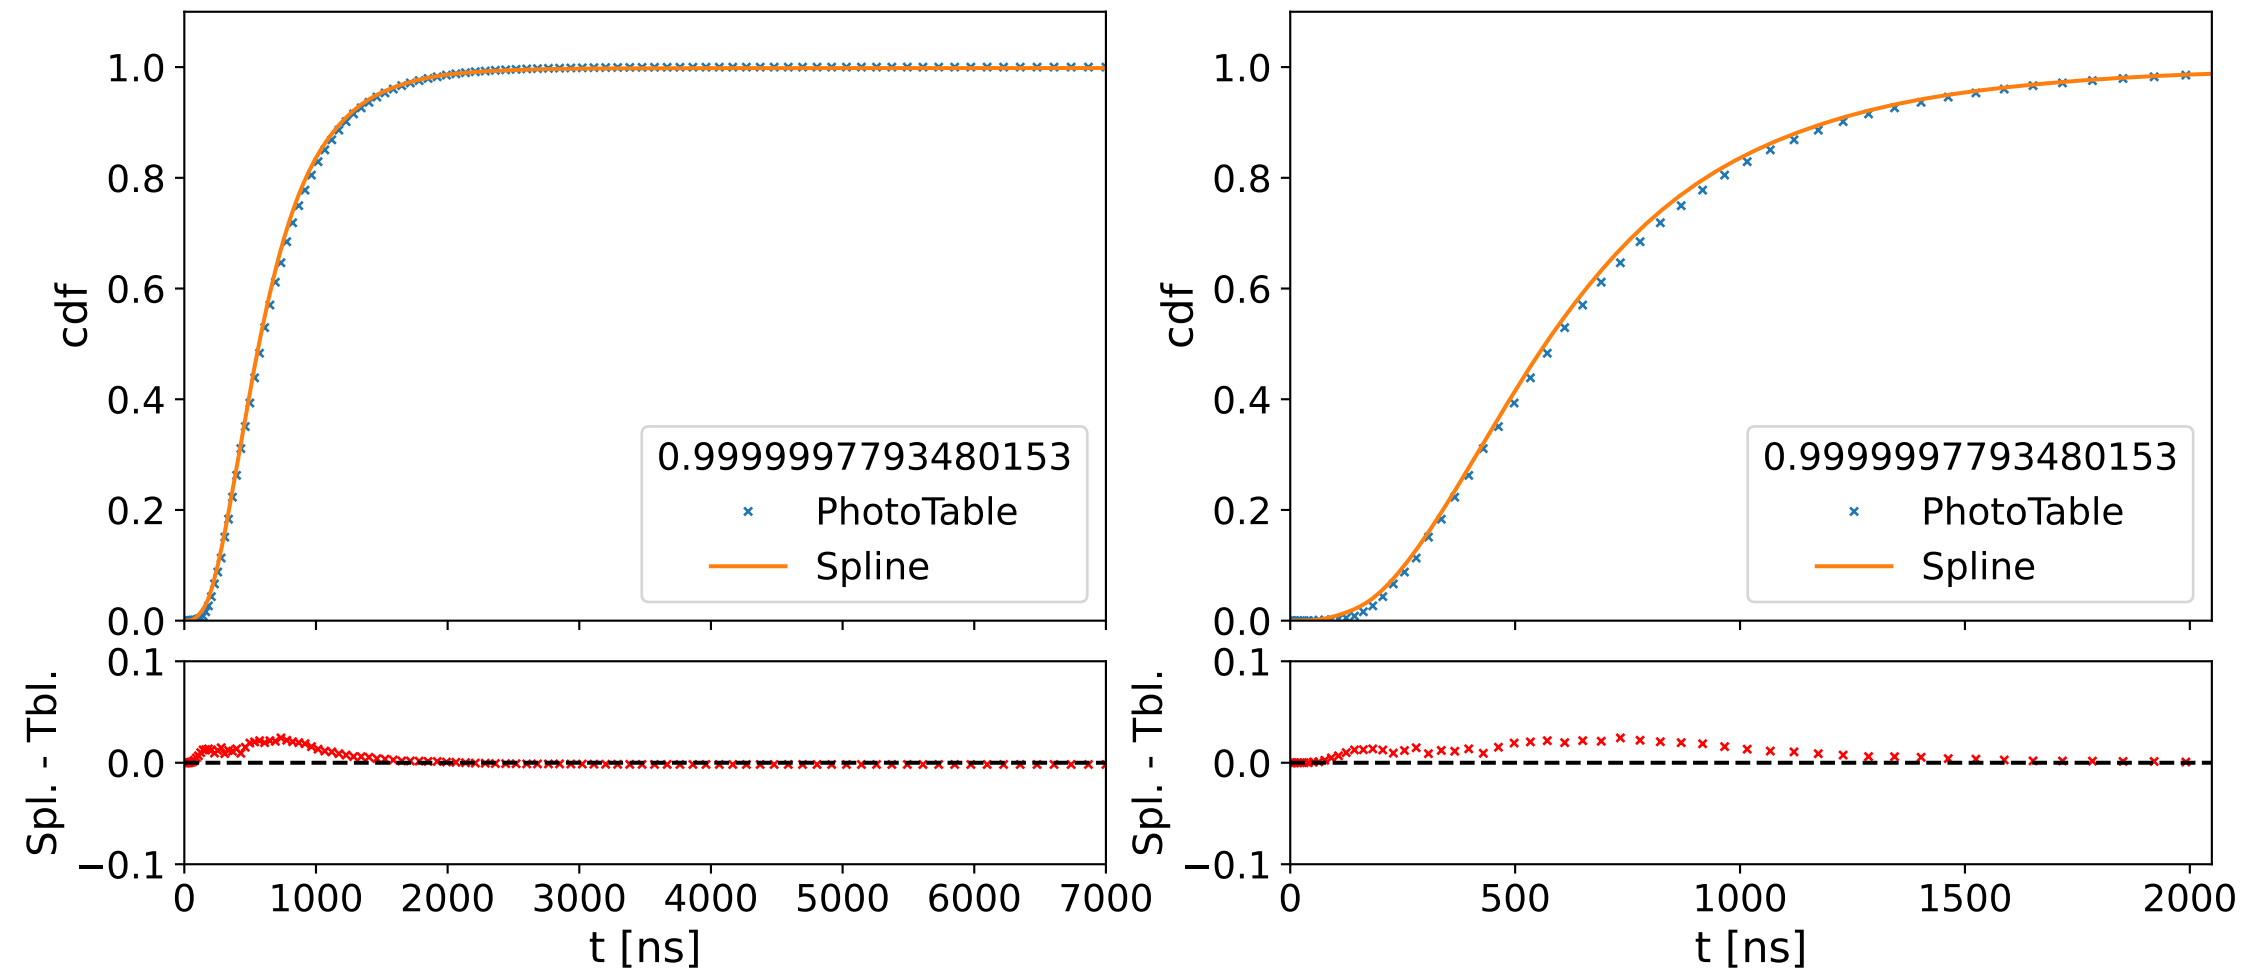 cdf
1.0
0.8
0.6
0.4
0.2
0.0
0.9999997793480153
PhotoTable
Spline
Spl. - Tbl.
0.1
0.0
−0.1
0 1000 2000 3000 4000 5000 6000 7000
t [ns]
cdf
1.0
0.8
0.6
0.4
0.2
0.0
0.9999997793480153
PhotoTable
Spline
Spl. - Tbl.
0.1
0.0
−0.1
0 500 1000 1500 2000
t [ns]